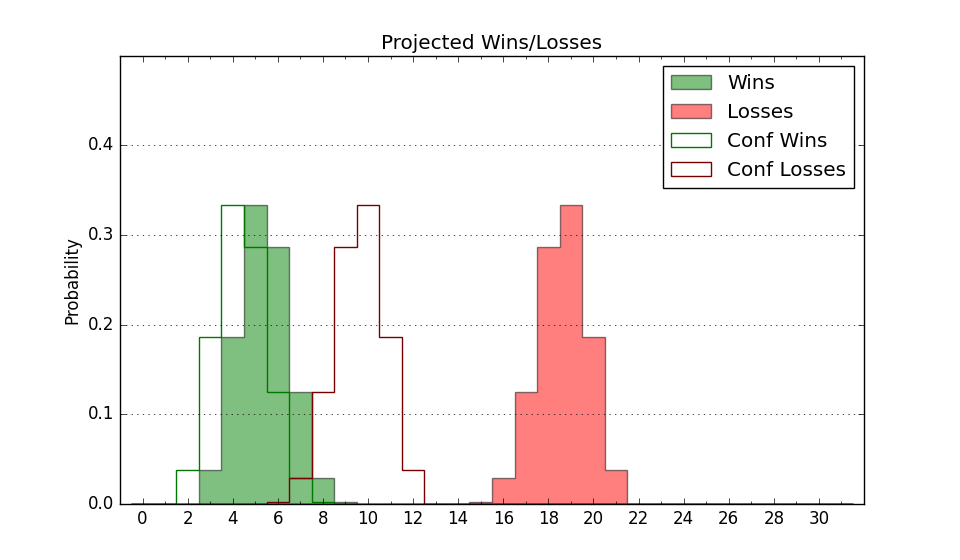 Projected Wins/Losses
Wins
Losses
Conf Wins
Conf Losses
Probability
0.4
0.3
0.2
0.1
0.0
0 2 4 6 8 10 12 14 16 18 20 22 24 26 28 30